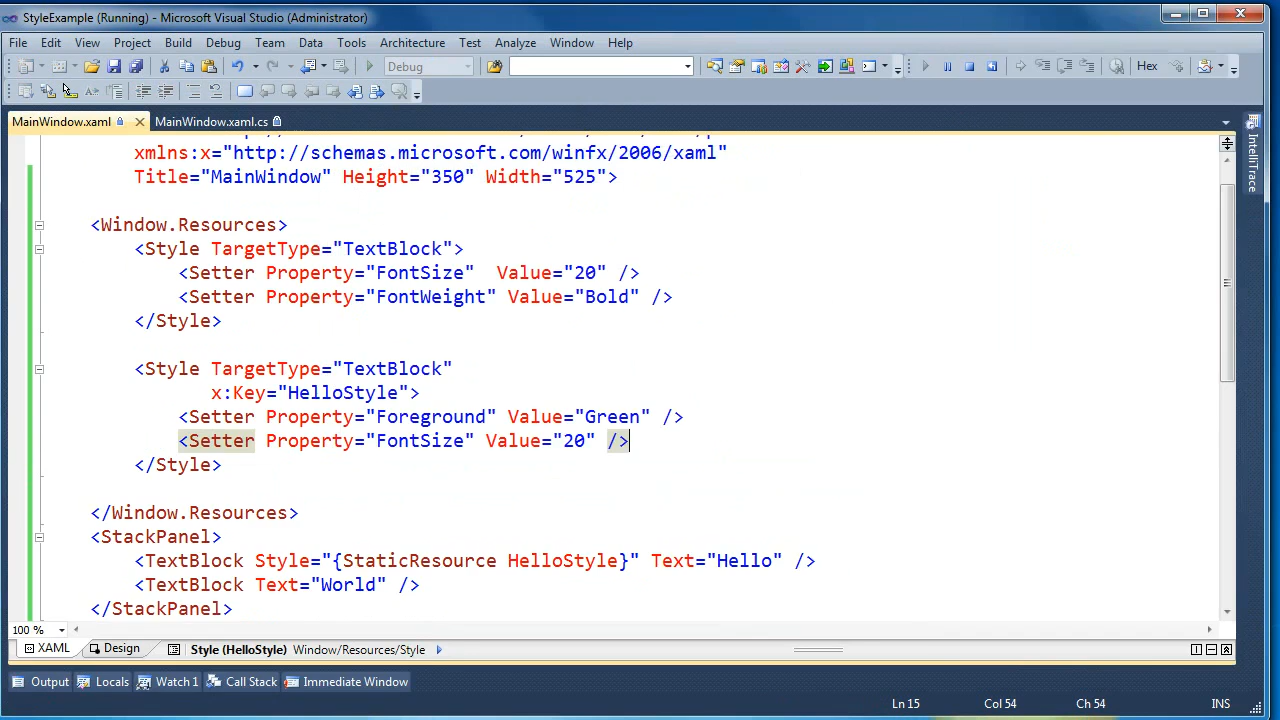 StyleExample (Running) - Microsoft Visual Studio (Administrator)
File Edit View Project Build Debug Team Data Tools Architecture Test Analyze Window Help
Debug Hex
MainWindow.xaml MainWindow.xaml.cs
xmlns:x="http://schemas.microsoft.com/winfx/2006/xaml"
Title="MainWindow" Height="350" Width="525">
<Window.Resources>
<Style TargetType="TextBlock">
<Setter Property="FontSize"  Value="20" />
<Setter Property="FontWeight" Value="Bold" />
</Style>
<Style TargetType="TextBlock"
x:Key="HelloStyle">
<Setter Property="Foreground" Value="Green" />
<Setter Property="FontSize" Value="20" />
</Style>
</Window.Resources>
<StackPanel>
<TextBlock Style="{StaticResource HelloStyle}" Text="Hello" />
<TextBlock Text="World" />
</StackPanel>
100 %
XAML Design Style (HelloStyle) Window/Resources/Style
Output Locals Watch 1 Call Stack Immediate Window
Ln 15 Col 54 Ch 54 INS
IntelliTrace